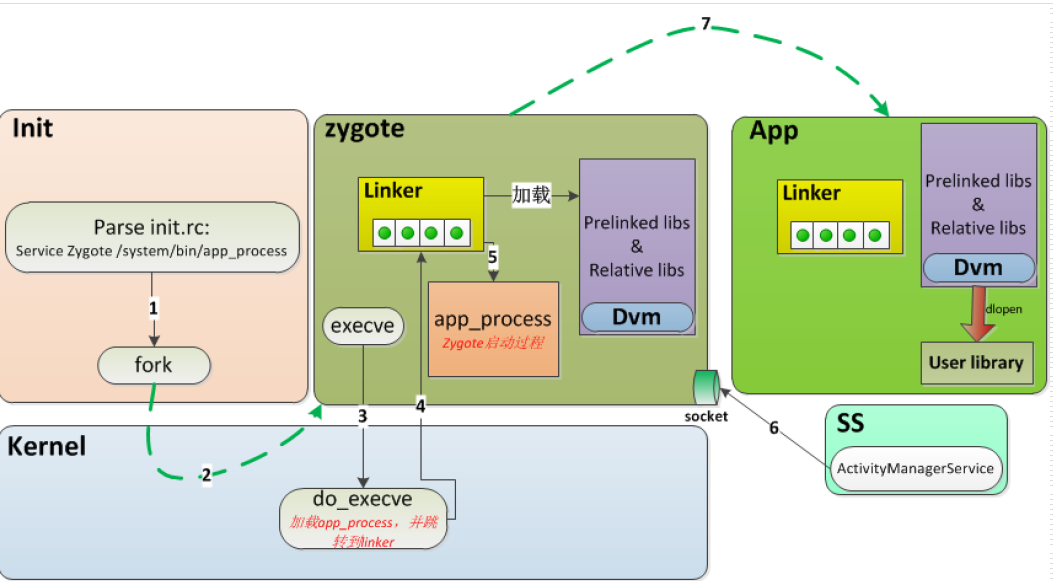 7
Init
zygote
App
Linker
加载
Prelinked libs
&
Relative libs
Dvm
Linker
Prelinked libs
&
Relative libs
Dvm
dlopen
User library
Parse init.rc:
Service Zygote /system/bin/app_process
1
fork
5
app_process
Zygote启动过程
execve
3
4
socket
6
SS
ActivityManagerService
Kernel
2
do_execve
加载app_process，并跳
转到linker